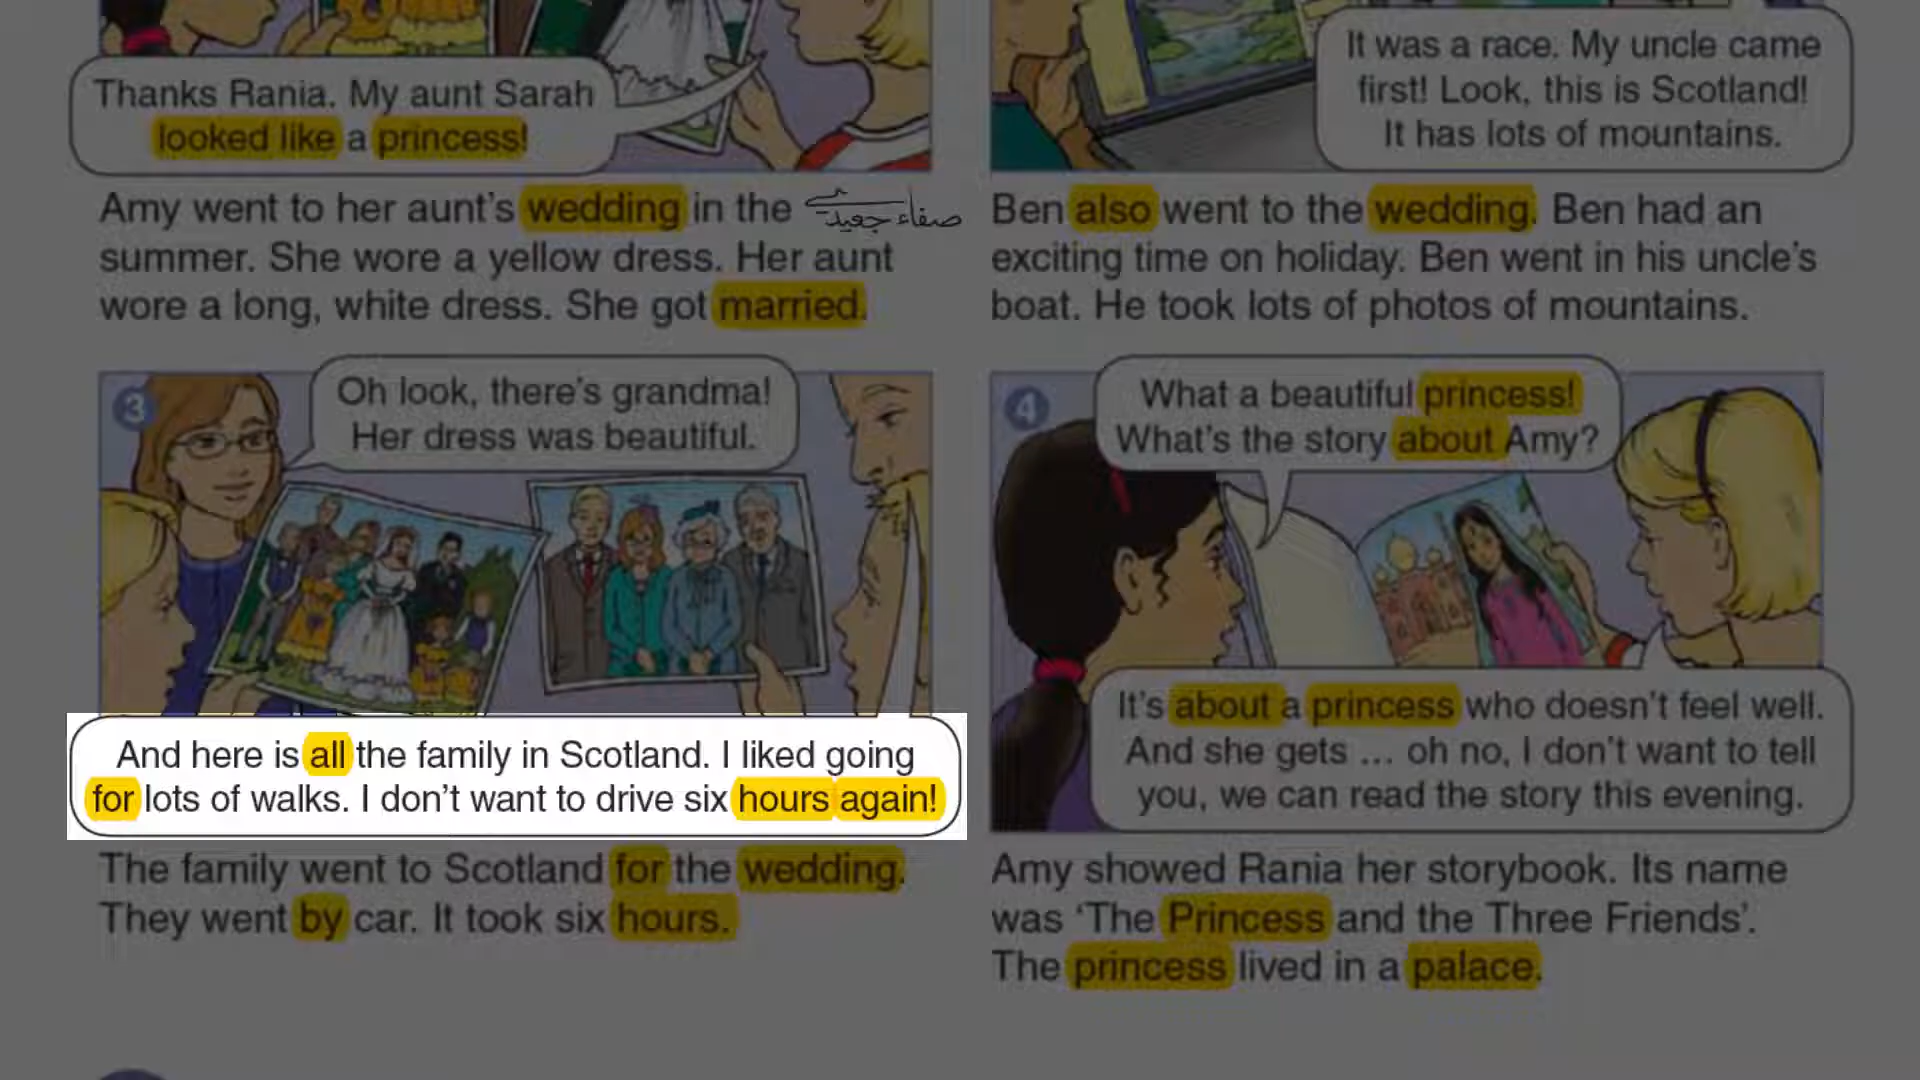 Thanks Rania. My aunt Sarah
looked like a princess!
Amy went to her aunt's wedding in the
صفاء جعيدي
summer. She wore a yellow dress. Her aunt
wore a long, white dress. She got married.
It was a race. My uncle came
first! Look, this is Scotland!
It has lots of mountains.
Ben also went to the wedding. Ben had an
exciting time on holiday. Ben went in his uncle's
boat. He took lots of photos of mountains.
3
Oh look, there's grandma!
Her dress was beautiful.
And here is all the family in Scotland. I liked going
for lots of walks. I don't want to drive six hours again!
The family went to Scotland for the wedding.
They went by car. It took six hours.
4
What a beautiful princess!
What's the story about Amy?
It's about a princess who doesn't feel well.
And she gets ... oh no, I don't want to tell
you, we can read the story this evening.
Amy showed Rania her storybook. Its name
was 'The Princess and the Three Friends'.
The princess lived in a palace.